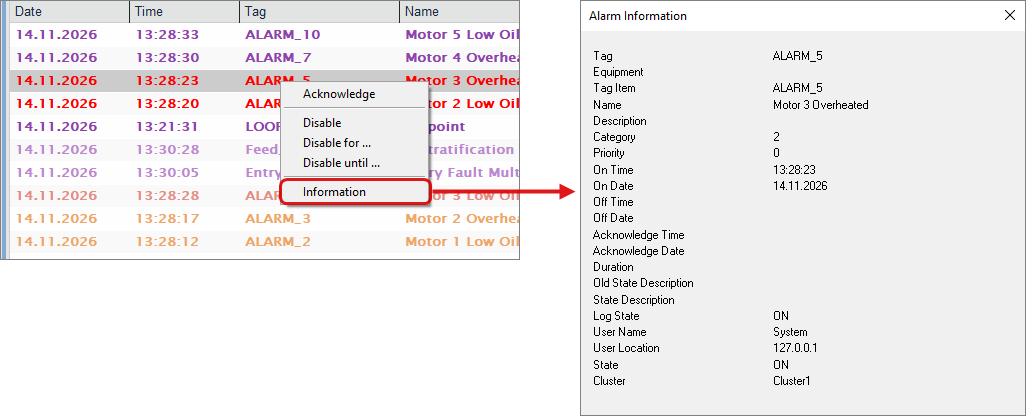 Date Time Tag Name
14.11.2026 13:28:33 ALARM_10 Motor 5 Low Oil
14.11.2026 13:28:30 ALARM_7 Motor 4 Overhea
14.11.2026 13:28:23 ALARM_5 Motor 3 Overhea
14.11.2026 13:28:20 ALAR Motor 2 Low Oil
14.11.2026 13:21:31 LOOP point
14.11.2026 13:30:28 Feed_ tratification
14.11.2026 13:30:05 Entry ry Fault Mult
14.11.2026 13:28:28 ALARM_ Motor 3 Low Oil
14.11.2026 13:28:17 ALARM_3 Motor 2 Overhea
14.11.2026 13:28:12 ALARM_2 Motor 1 Low Oil
Acknowledge
Disable
Disable for ...
Disable until ...
Information
Alarm Information
Tag ALARM_5
Equipment
Tag Item ALARM_5
Name Motor 3 Overheated
Description
Category 2
Priority 0
On Time 13:28:23
On Date 14.11.2026
Off Time
Off Date
Acknowledge Time
Acknowledge Date
Duration
Old State Description
State Description
Log State ON
User Name System
User Location 127.0.0.1
State ON
Cluster Cluster1